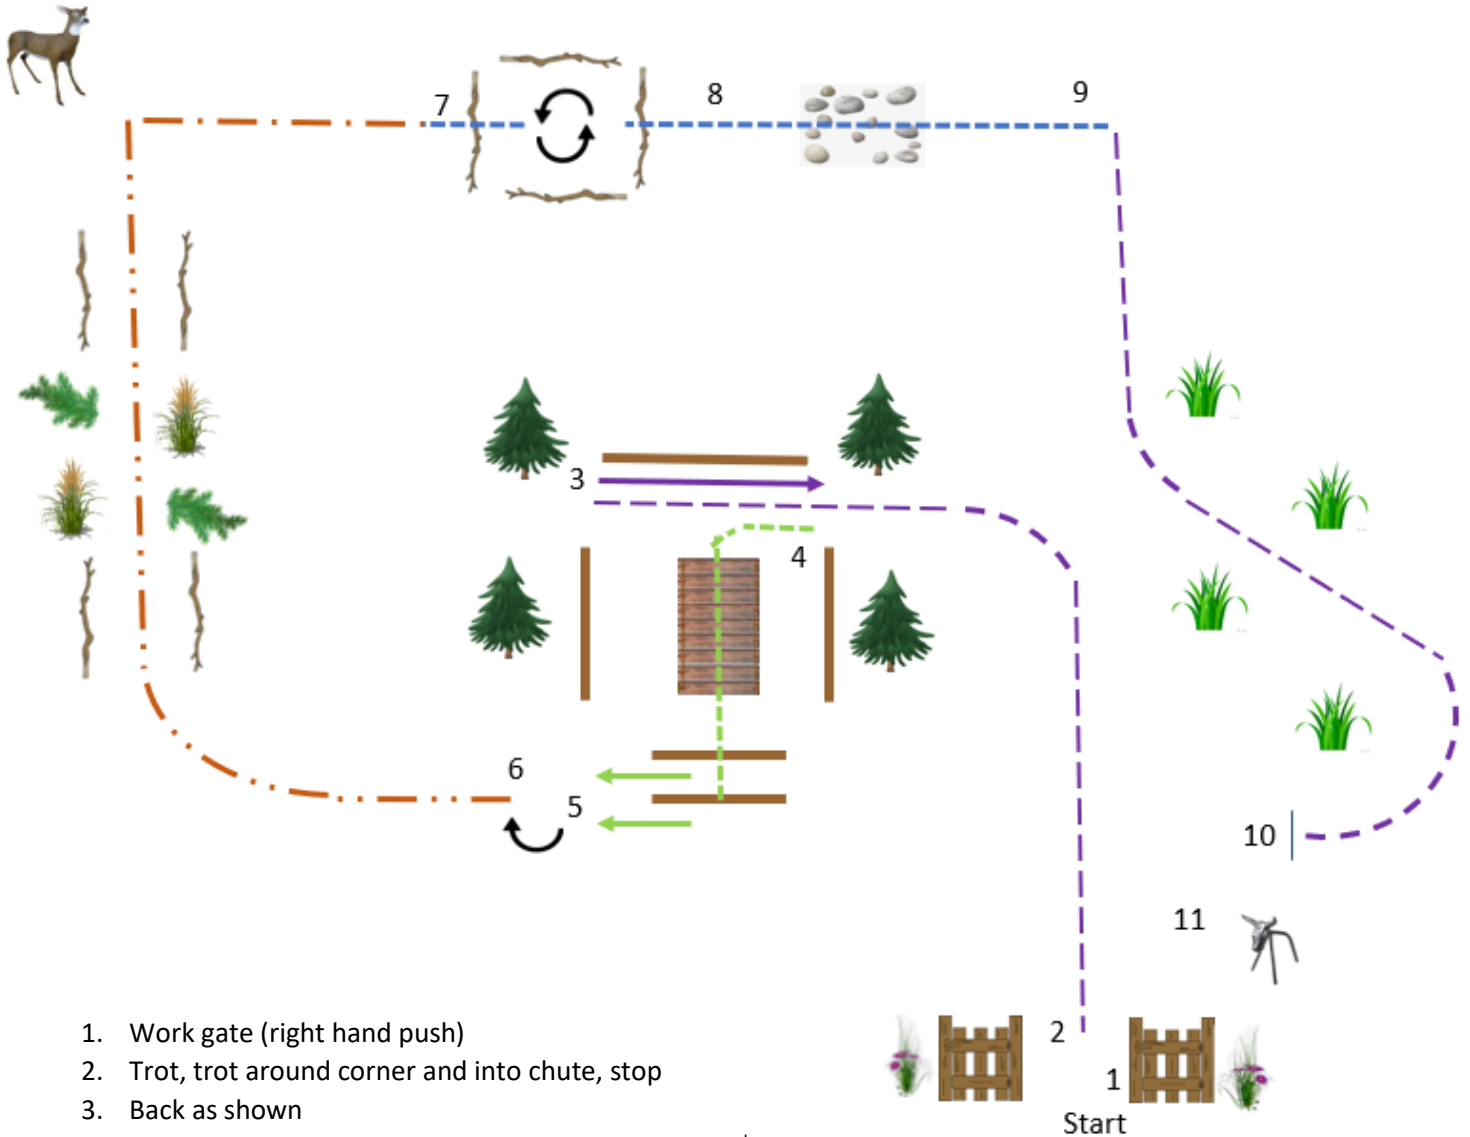 7
8
9
3
4
6
5
10
11
1. Work gate (right hand push)
2. Trot, trot around corner and into chute, stop
3. Back as shown
2
1
Start